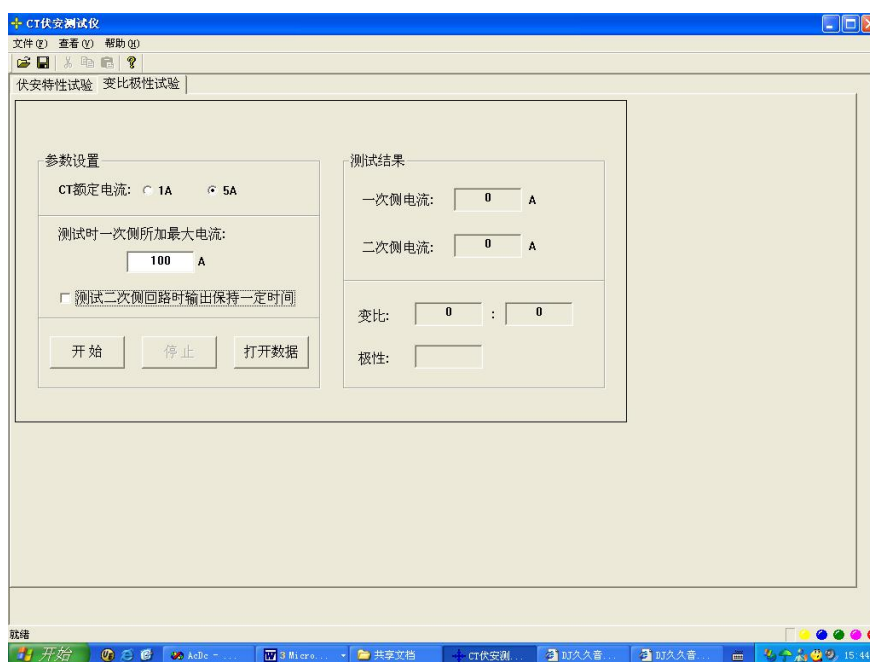 CT伏安测试仪
文件(F) 查看(V) 帮助(H)
伏安特性试验 变比极性试验
参数设置
CT额定电流: 1A 5A
测试时一次侧所加最大电流:
100 A
测试二次侧回路时输出保持一定时间
开始 停止 打开数据
测试结果
一次侧电流: 0 A
二次侧电流: 0 A
变比: 0 : 0
极性:
就绪
开始 AcDc - ... 3 Micro... 共享文档 CT伏安测... DJ久久音... DJ久久音... 15:44